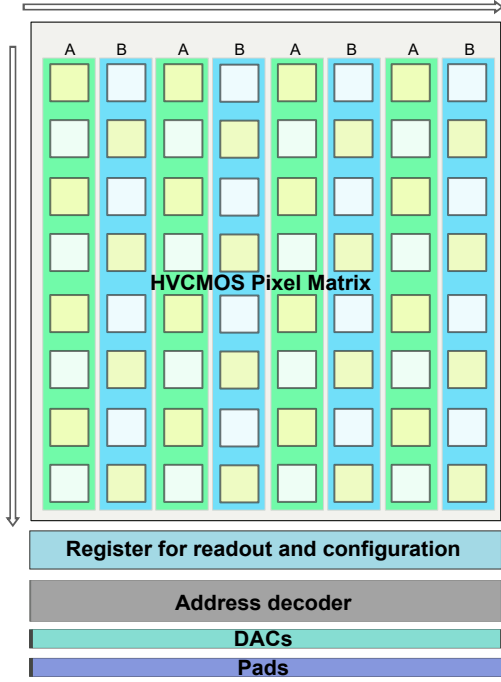 A B A B A B A B
HVCMOS Pixel Matrix
Register for readout and configuration
Address decoder
DACs
Pads